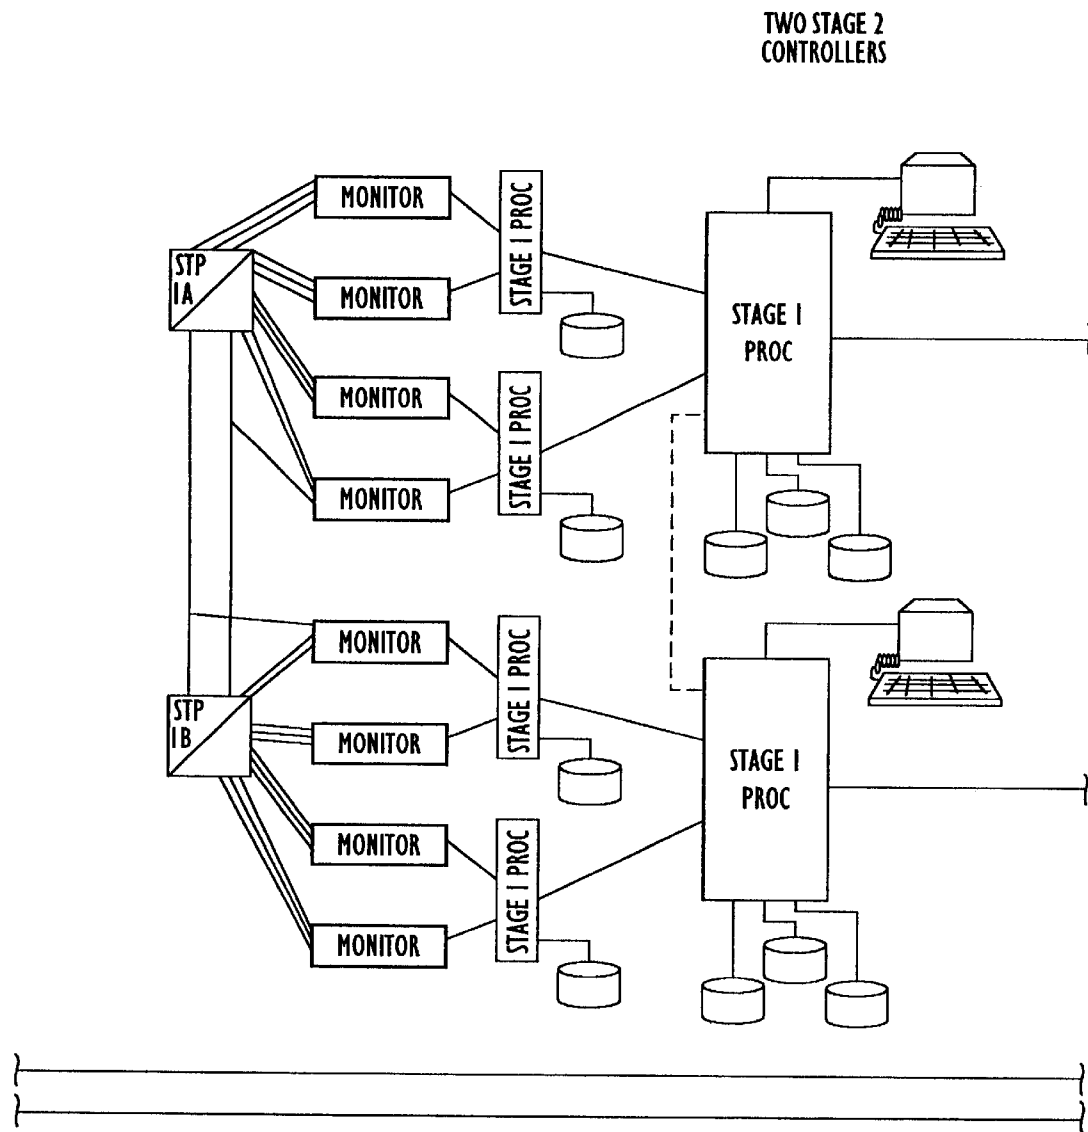 TWO STAGE 2
CONTROLLERS
MONITOR
STAGE 1 PROC
STP
1A
MONITOR
STAGE 1
PROC
MONITOR
STAGE 1 PROC
MONITOR
MONITOR
STAGE 1 PROC
STP
1B
MONITOR
STAGE 1
PROC
MONITOR
STAGE 1 PROC
MONITOR